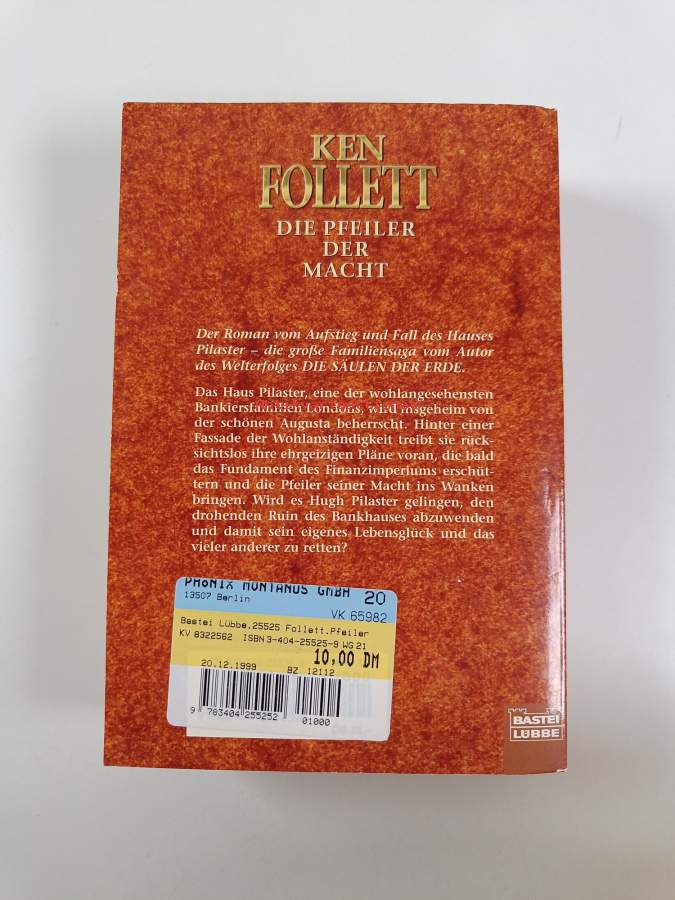 KEN
FOLLETT
DIE PFEILER
DER
MACHT
Der Roman vom Aufstieg und Fall des Hauses
Pilaster – die große Familiensaga vom Autor
des Welterfolges DIE SÄULEN DER ERDE.
Das Haus Pilaster, eine der wohlangesehensten
Bankiersfamilien Londons, wird insgeheim von
der schönen Augusta beherrscht. Hinter einer
Fassade der Wohlanständigkeit treibt sie rück-
sichtslos ihre ehrgeizigen Pläne voran, die bald
das Fundament des Finanzimperiums erschüt-
tern und die Pfeiler seiner Macht ins Wanken
bringen. Wird es Hugh Pilaster gelingen, den
drohenden Ruin des Bankhauses abzuwenden
und damit sein eigenes Lebensglück und das
vieler anderer zu retten?
PHÖNIX MONTANUS GMBH 20
13507 Berlin
VK 65982
Bastei Lübbe.25525 Follett.Pfeiler
KV 8322562 ISBN3-404-25525-9 WG21
10,00 DM
20.12.1999 BZ 12112
9 783404 255252 01000
BASTEI
LÜBBE